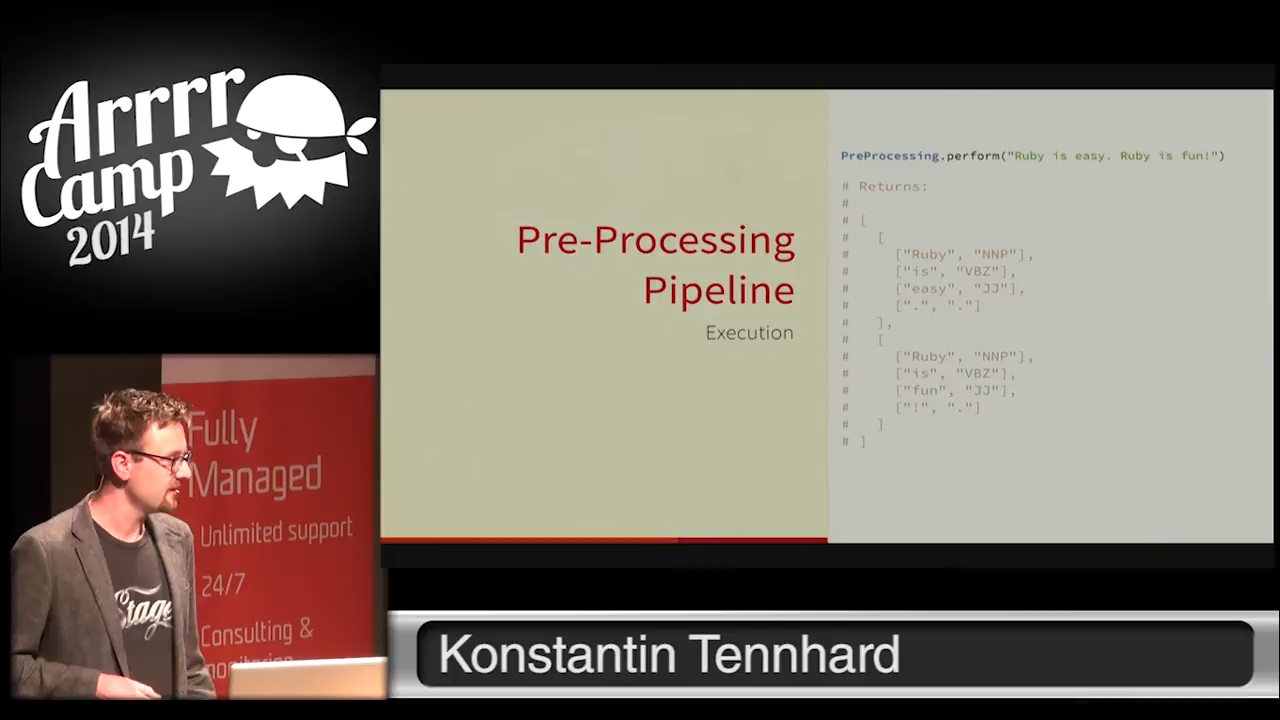 Arrrr
Camp
2014
Pre-Processing
Pipeline
Execution
PreProcessing.perform("Ruby is easy. Ruby is fun!")
# Returns:
#
# [
#   [
#     ["Ruby", "NNP"],
#     ["is", "VBZ"],
#     ["easy", "JJ"],
#     [".", "."]
#   ],
#   [
#     ["Ruby", "NNP"],
#     ["is", "VBZ"],
#     ["fun", "JJ"],
#     ["!", "."]
#   ]
# ]
Fully
Managed
Unlimited support
24/7
Consulting &
monitoring
Stage
Konstantin Tennhard